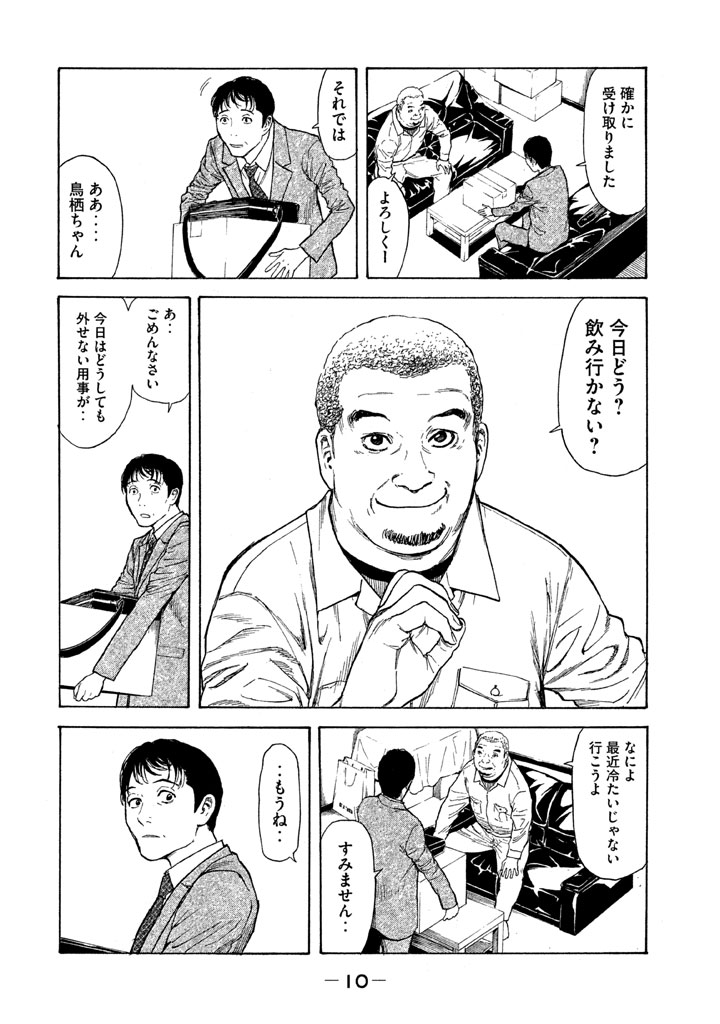 確かに
受け取りました
よろしくー
それでは
ああ‥‥
鳥栖ちゃん
今日どう?
飲み行かない?
あ‥
ごめんなさい
今日はどうしても
外せない用事が‥
なによ
最近冷たいじゃない
行こうよ
すみません‥
‥もうね‥
—10—